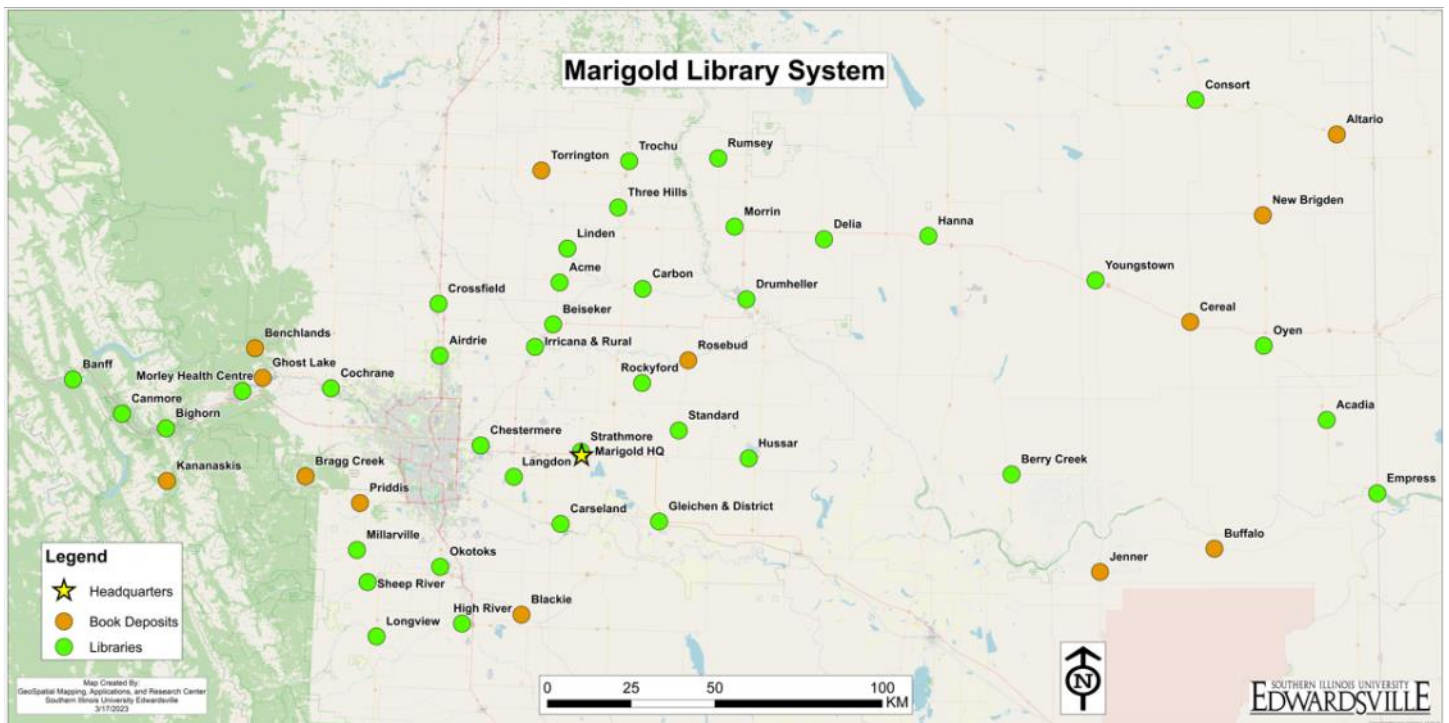 Marigold Library System
Consort
Altario
Trochu
Rumsey
Torrington
Three Hills
New Brigden
Morrin
Delia
Hanna
Linden
Youngstown
Acme
Carbon
Drumheller
Crossfield
Cereal
Beiseker
Oyen
Benchlands
Airdrie
Irricana & Rural
Rosebud
Banff
Ghost Lake
Morley Health Centre
Cochrane
Rockyford
Canmore
Bighorn
Standard
Acadia
Chestermere
Strathmore
Marigold HQ
Hussar
Kananaskis
Bragg Creek
Langdon
Berry Creek
Empress
Priddis
Carseland
Gleichen & District
Millarville
Buffalo
Okotoks
Jenner
Sheep River
Blackie
High River
Longview
Legend
Headquarters
Book Deposits
Libraries
Map Created By:
GeoSpatial Mapping, Applications, and Research Center
Southern Illinois University Edwardsville
3/17/2023
0 25 50 100
KM
N
SOUTHERN ILLINOIS UNIVERSITY
EDWARDSVILLE